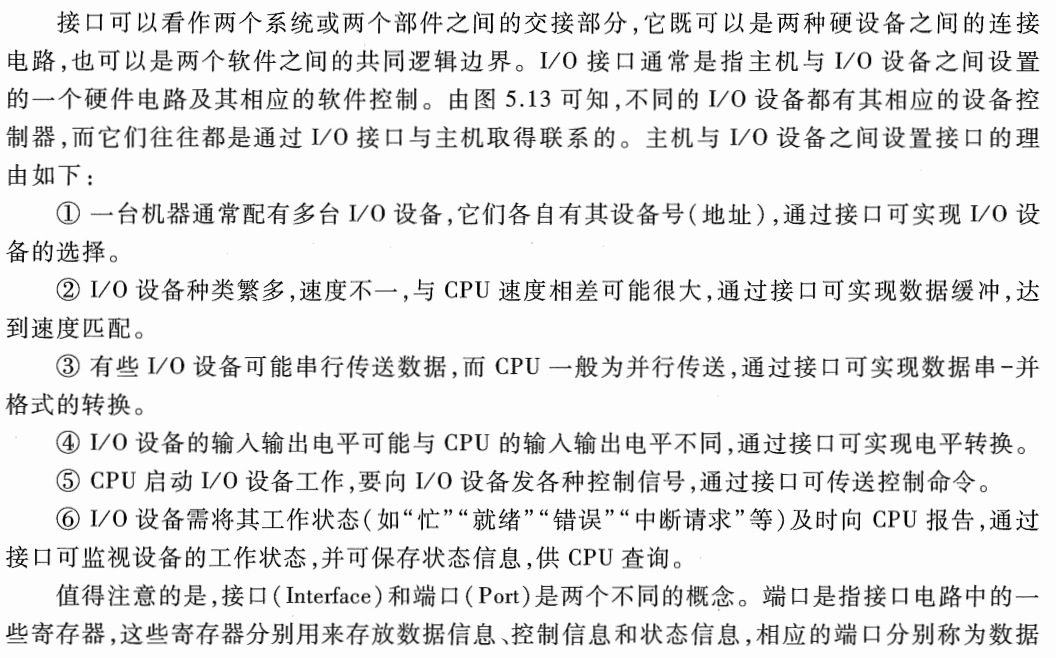 接口可以看作两个系统或两个部件之间的交接部分,它既可以是两种硬设备之间的连接
电路,也可以是两个软件之间的共同逻辑边界。I/O 接口通常是指主机与 I/O 设备之间设置
的一个硬件电路及其相应的软件控制。由图 5.13 可知,不同的 I/O 设备都有其相应的设备控
制器,而它们往往都是通过 I/O 接口与主机取得联系的。主机与 I/O 设备之间设置接口的理
由如下:
① 一台机器通常配有多台 I/O 设备,它们各自有其设备号(地址),通过接口可实现 I/O 设
备的选择。
② I/O 设备种类繁多,速度不一,与 CPU 速度相差可能很大,通过接口可实现数据缓冲,达
到速度匹配。
③ 有些 I/O 设备可能串行传送数据,而 CPU 一般为并行传送,通过接口可实现数据串-并
格式的转换。
④ I/O 设备的输入输出电平可能与 CPU 的输入输出电平不同,通过接口可实现电平转换。
⑤ CPU 启动 I/O 设备工作,要向 I/O 设备发各种控制信号,通过接口可传送控制命令。
⑥ I/O 设备需将其工作状态(如“忙”“就绪”“错误”“中断请求”等)及时向 CPU 报告,通过
接口可监视设备的工作状态,并可保存状态信息,供 CPU 查询。
值得注意的是,接口(Interface)和端口(Port)是两个不同的概念。端口是指接口电路中的一
些寄存器,这些寄存器分别用来存放数据信息、控制信息和状态信息,相应的端口分别称为数据